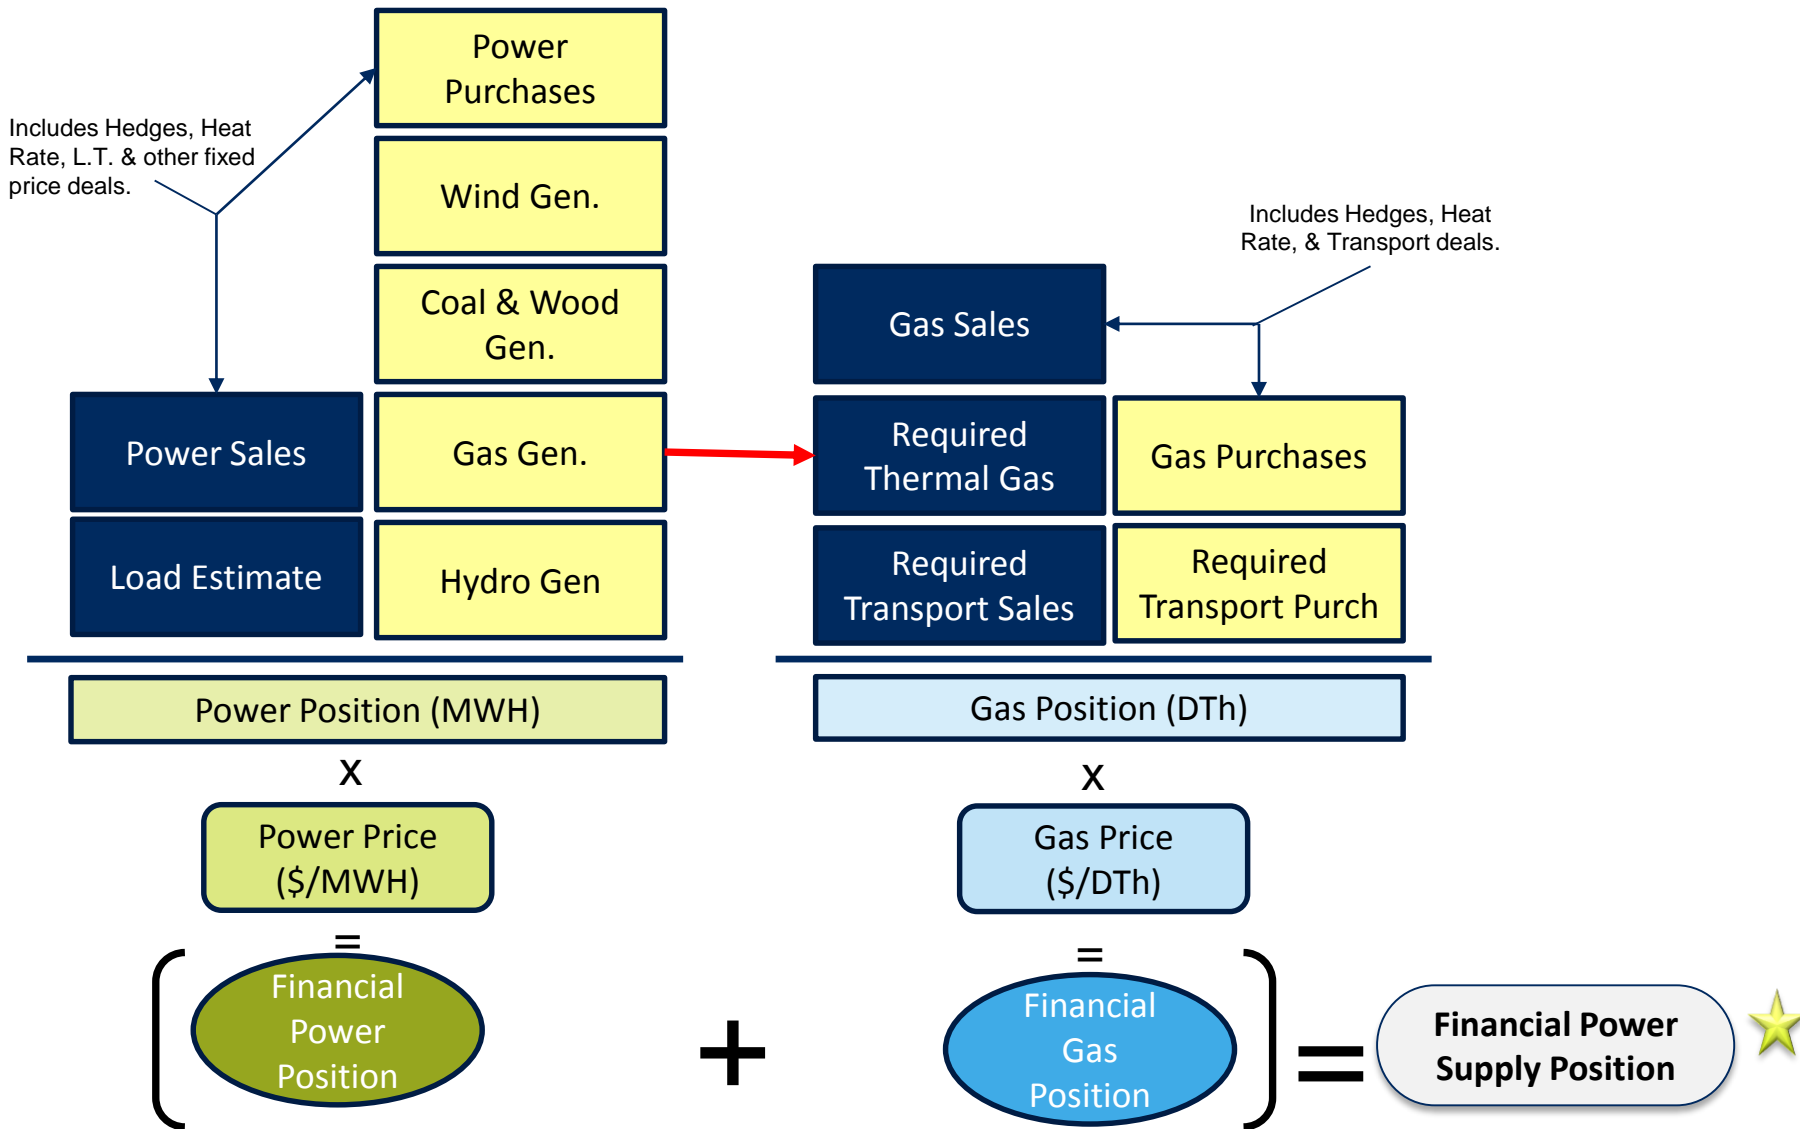 Power
Purchases
Includes Hedges, Heat
Rate, L.T. & other fixed
price deals.
Wind Gen.
Includes Hedges, Heat
Rate, & Transport deals.
Coal & Wood
Gen.
Gas Sales
Power Sales
Gas Gen.
Required
Thermal Gas
Gas Purchases
Load Estimate
Hydro Gen
Required
Transport Sales
Required
Transport Purch
Power Position (MWH)
Gas Position (DTh)
x
x
Power Price
($/MWH)
Gas Price
($/DTh)
=
=
Financial
Power
Position
+
Financial
Gas
Position
=
Financial Power
Supply Position